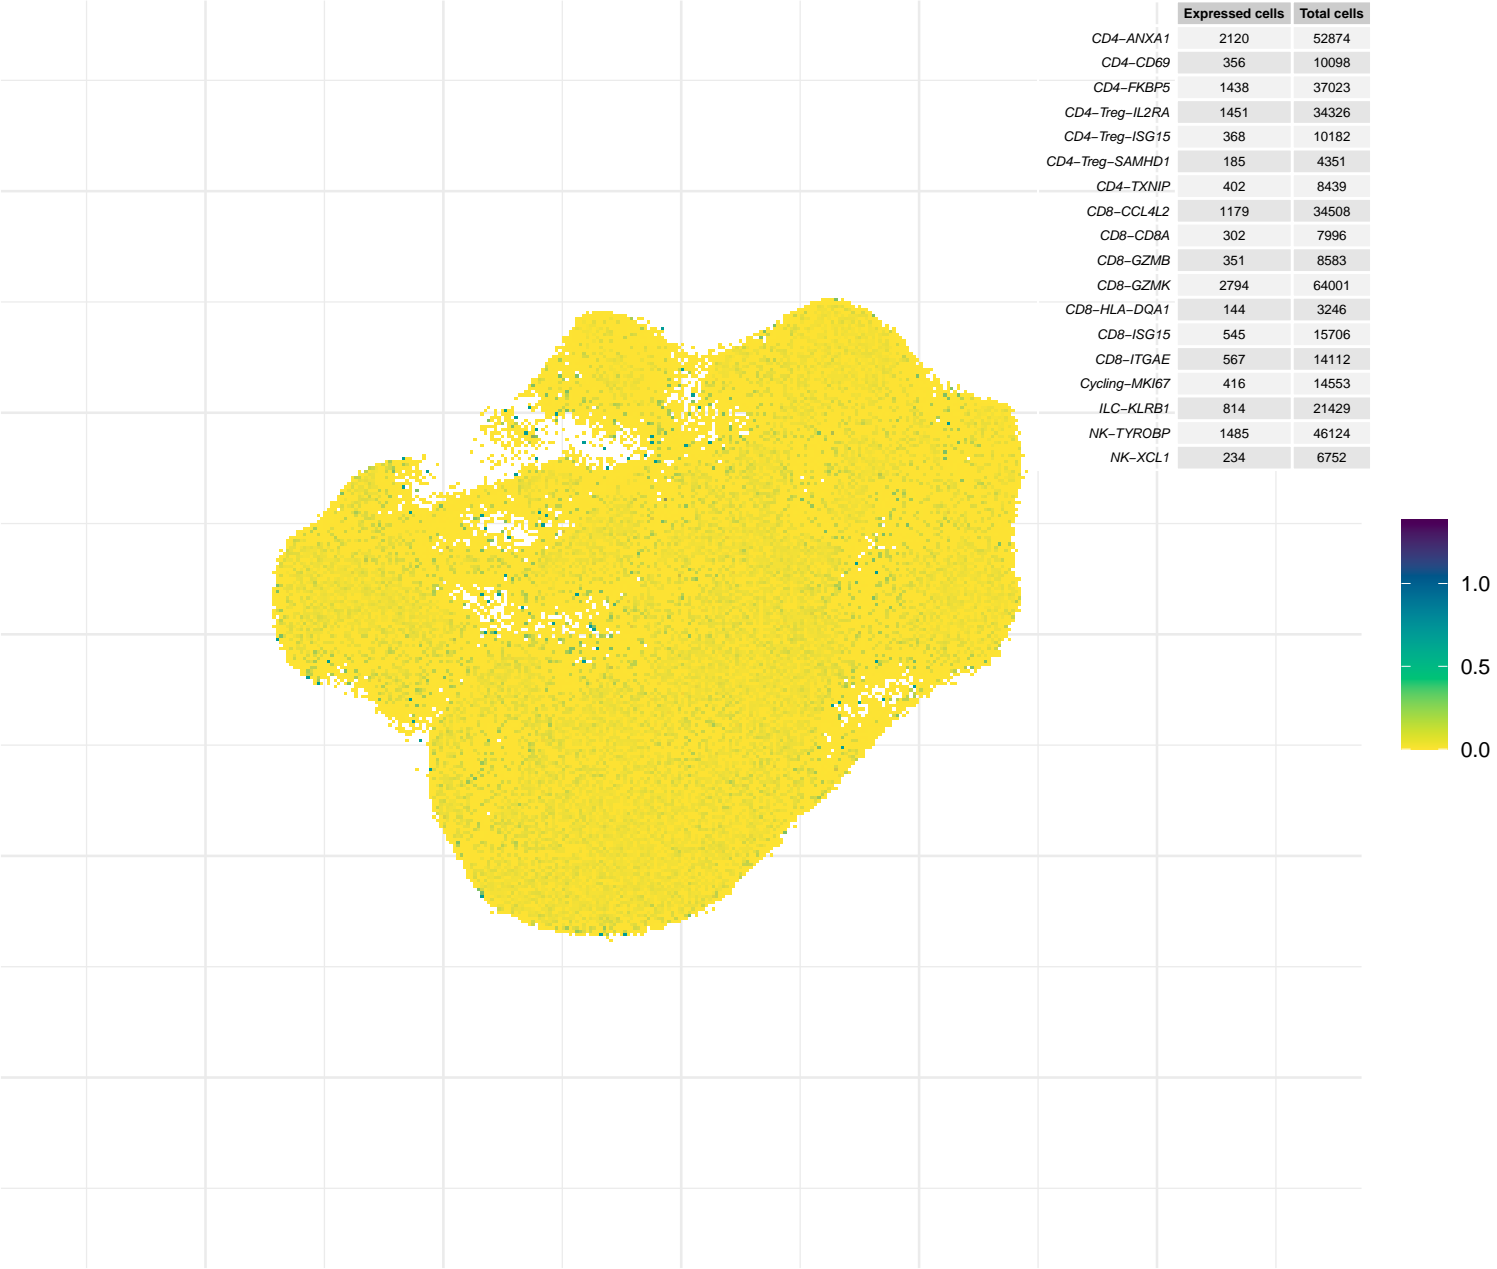 Expressed cells Total cells
CD4−ANXA1 2120 52874
CD4−CD69 356 10098
CD4−FKBP5 1438 37023
CD4−Treg−IL2RA 1451 34326
CD4−Treg−ISG15 368 10182
CD4−Treg−SAMHD1 185 4351
CD4−TXNIP 402 8439
CD8−CCL4L2 1179 34508
CD8−CD8A 302 7996
CD8−GZMB 351 8583
CD8−GZMK 2794 64001
CD8−HLA−DQA1 144 3246
CD8−ISG15 545 15706
CD8−ITGAE 567 14112
Cycling−MKI67 416 14553
ILC−KLRB1 814 21429
NK−TYROBP 1485 46124
NK−XCL1 234 6752
1.0
0.5
0.0